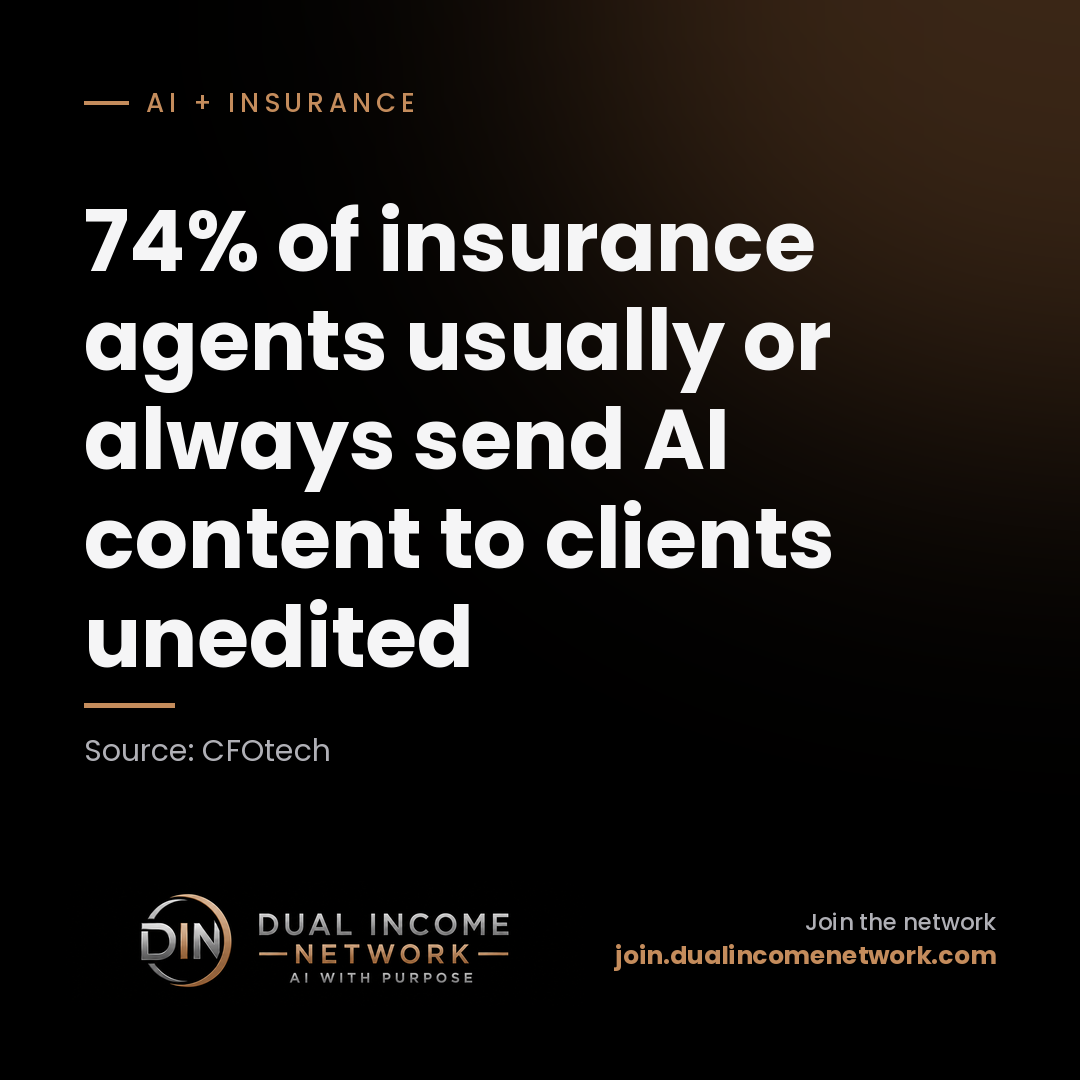 AI + INSURANCE
74% of insurance
agents usually or
always send AI
content to clients
unedited
Source: CFOtech
DIN
DUAL INCOME
NETWORK
AI WITH PURPOSE
Join the network
join.dualincomenetwork.com